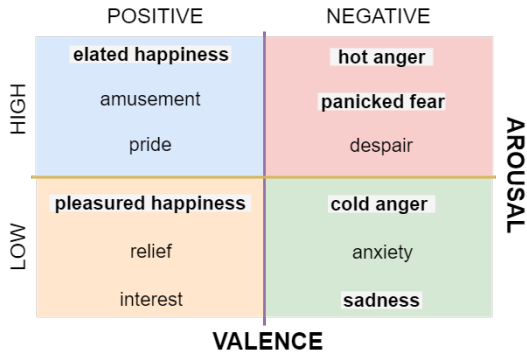 POSITIVE NEGATIVE
HIGH
elated happiness hot anger
amusement panicked fear
pride despair
AROUSAL
LOW
pleasured happiness cold anger
relief anxiety
interest sadness
VALENCE